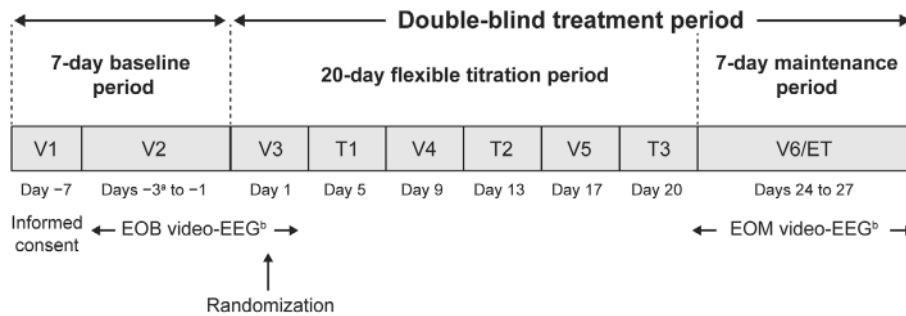 Double-blind treatment period
7-day baseline
period
20-day flexible titration period
7-day maintenance
period
V1 V2 V3 T1 V4 T2 V5 T3 V6/ET
Day −7 Days −3ᵃ to −1 Day 1 Day 5 Day 9 Day 13 Day 17 Day 20 Days 24 to 27
Informed
consent
EOB video-EEGᵇ
EOM video-EEGᵇ
Randomization